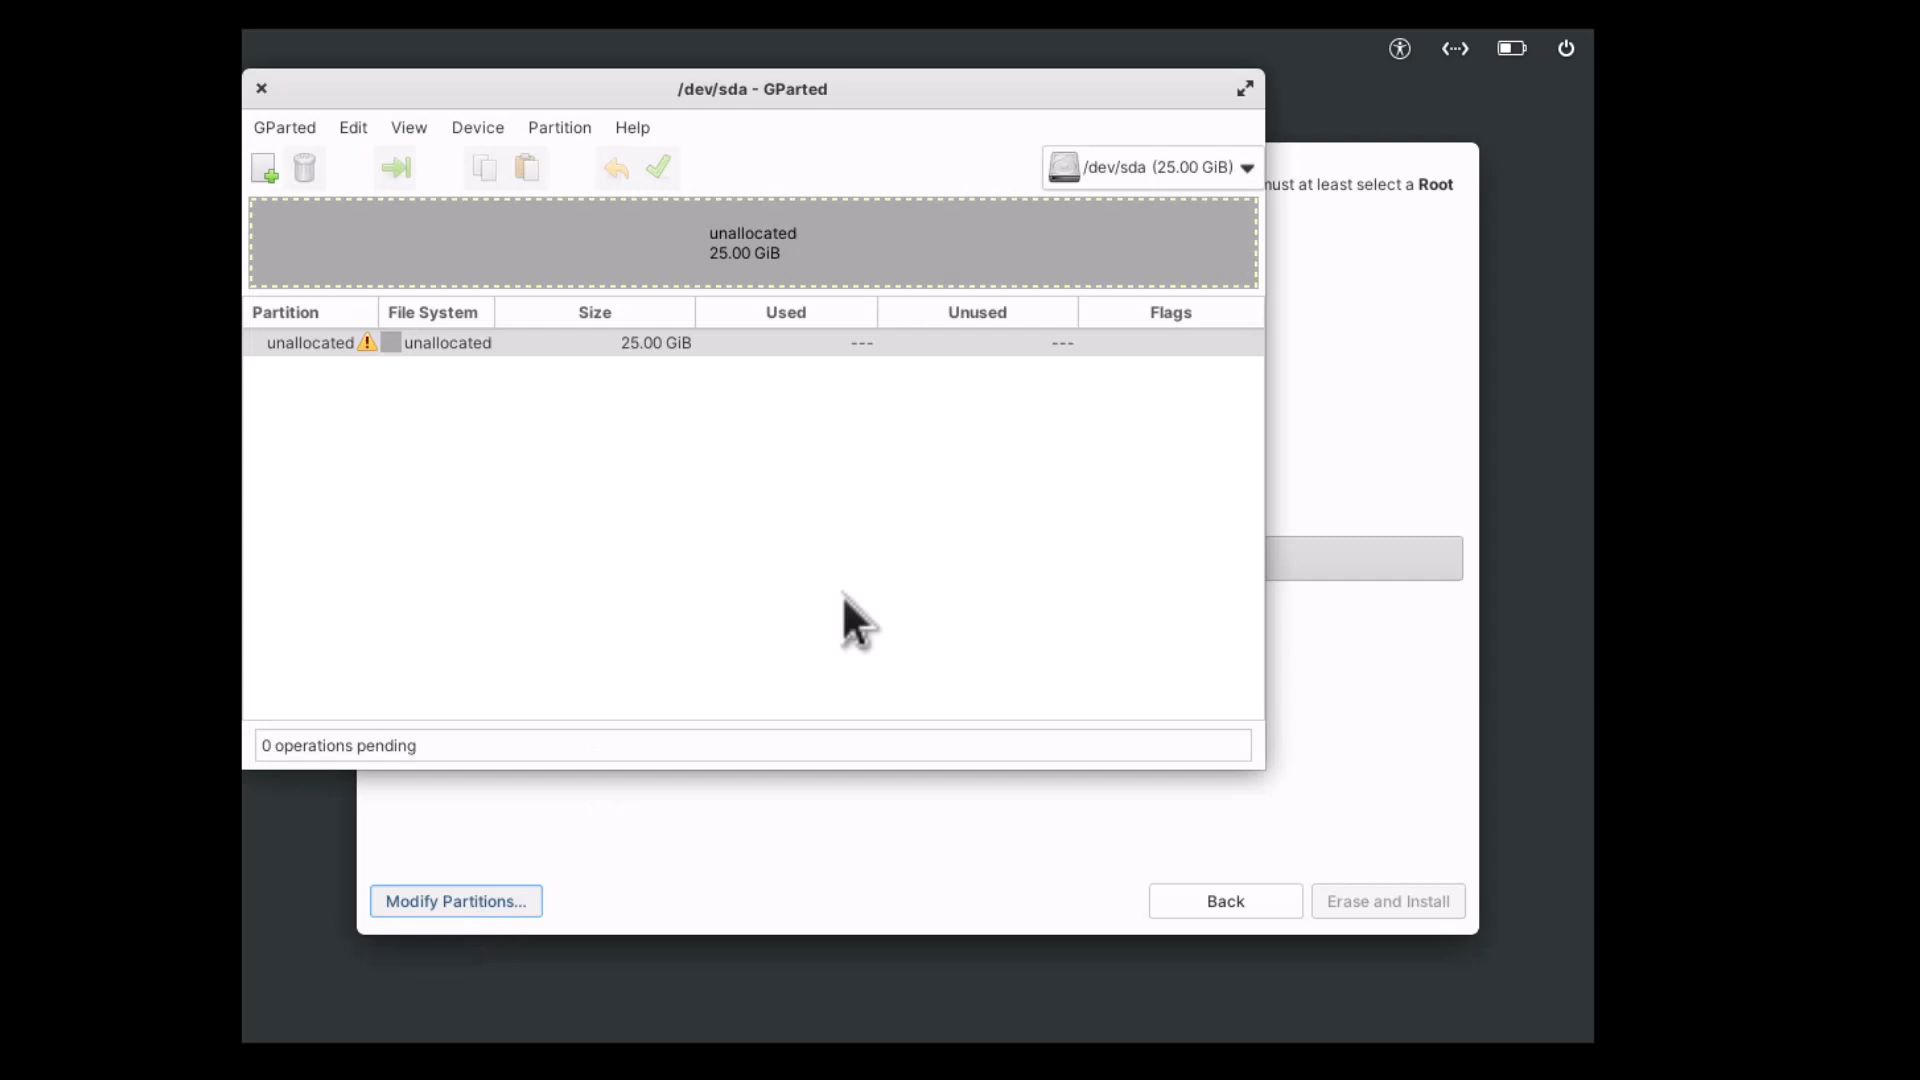 /dev/sda - GParted
GParted Edit View Device Partition Help
/dev/sda (25.00 GiB)
must at least select a Root
unallocated
25.00 GiB
Partition File System Size Used Unused Flags
unallocated unallocated 25.00 GiB --- ---
0 operations pending
Modify Partitions... Back Erase and Install